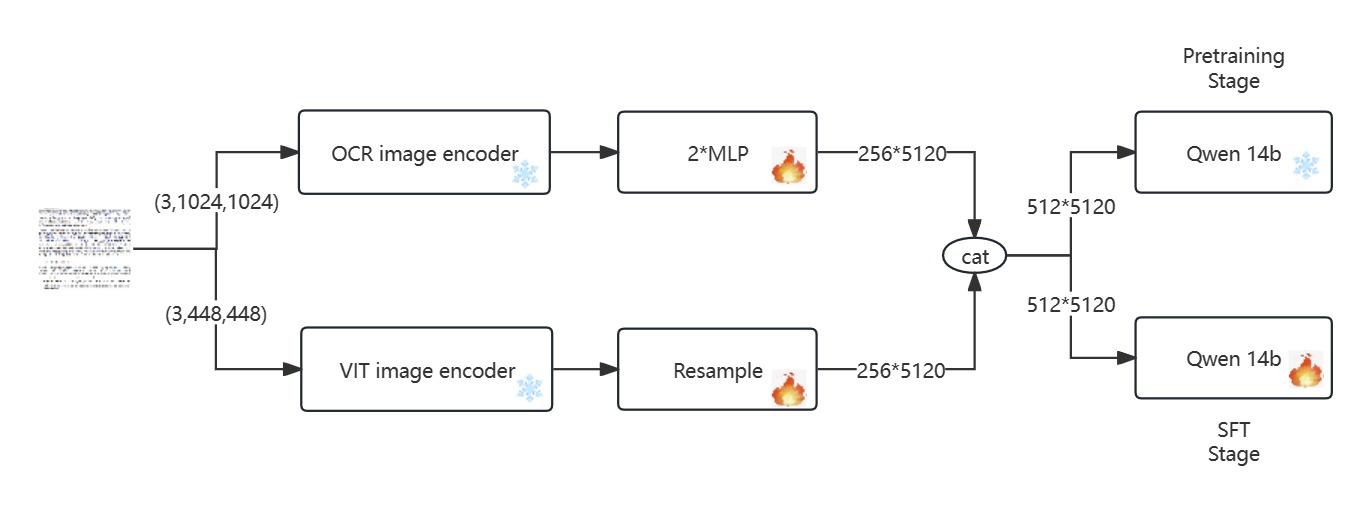 Pretraining
Stage
OCR image encoder
2*MLP
256*5120
Qwen 14b
(3,1024,1024)
512*5120
cat
(3,448,448)
512*5120
VIT image encoder
Resample
256*5120
Qwen 14b
SFT
Stage